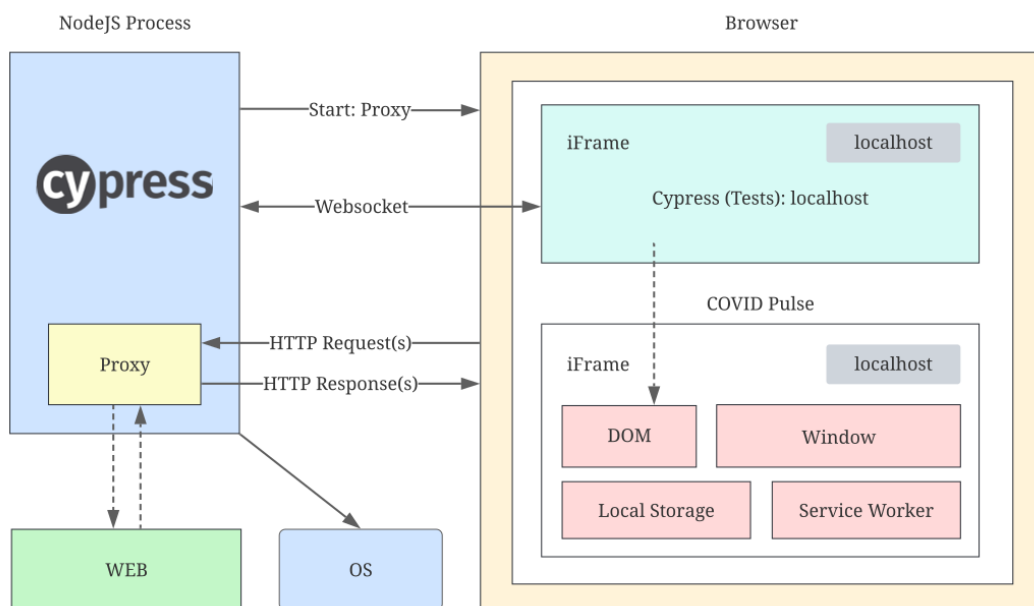 NodeJS Process
Browser
cypress
Start: Proxy
iFrame
localhost
Cypress (Tests): localhost
Websocket
COVID Pulse
Proxy
HTTP Request(s)
HTTP Response(s)
iFrame
localhost
DOM
Window
Local Storage
Service Worker
WEB
OS